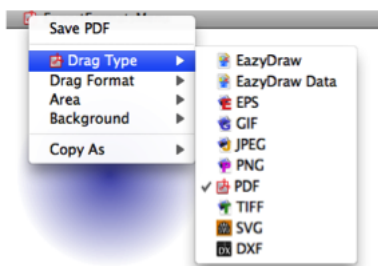 Save PDF
Drag Type
Drag Format
Area
Background
Copy As
EazyDraw
EazyDraw Data
EPS
GIF
JPEG
PNG
PDF
TIFF
SVG
DX DXF